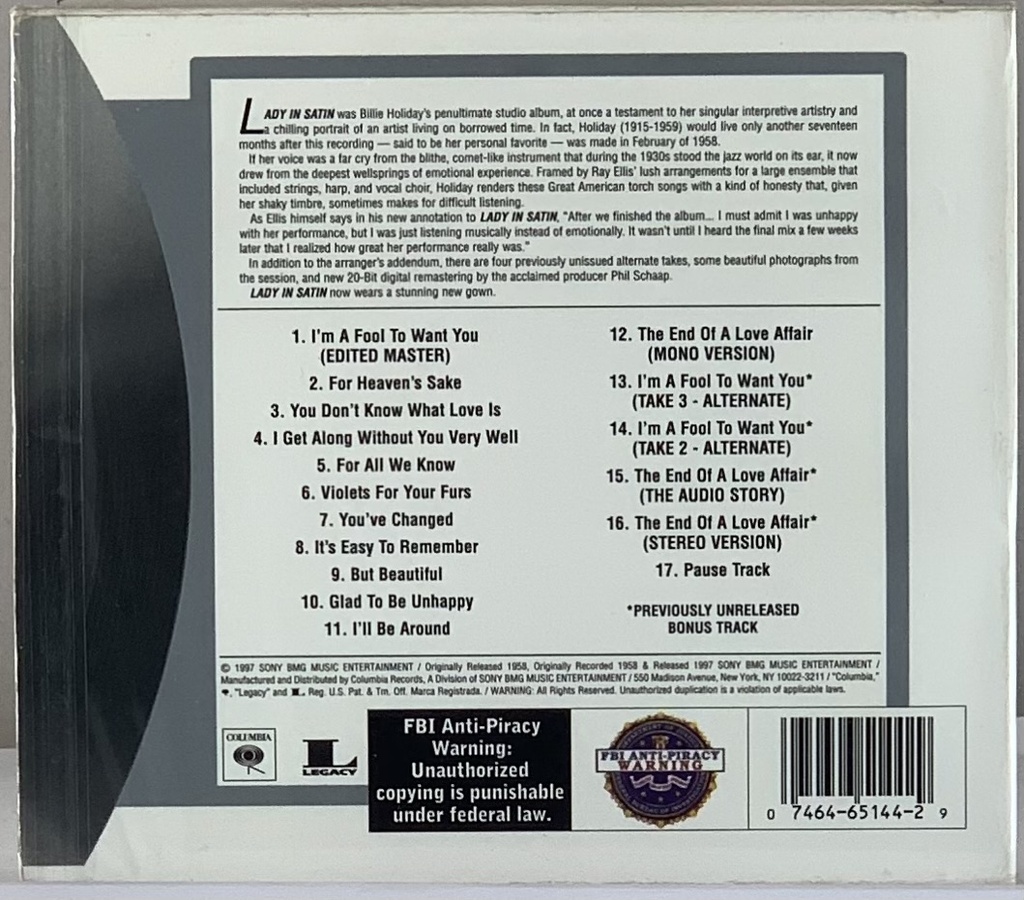 LADY IN SATIN was Billie Holiday's penultimate studio album, at once a testament to her singular interpretive artistry and
a chilling portrait of an artist living on borrowed time. In fact, Holiday (1915-1959) would live only another seventeen
months after this recording — said to be her personal favorite — was made in February of 1958.
If her voice was a far cry from the blithe, comet-like instrument that during the 1930s stood the jazz world on its ear, it now
drew from the deepest wellsprings of emotional experience. Framed by Ray Ellis' lush arrangements for a large ensemble that
included strings, harp, and vocal choir, Holiday renders these Great American torch songs with a kind of honesty that, given
her shaky timbre, sometimes makes for difficult listening.
As Ellis himself says in his new annotation to LADY IN SATIN, "After we finished the album... I must admit I was unhappy
with her performance, but I was just listening musically instead of emotionally. It wasn't until I heard the final mix a few weeks
later that I realized how great her performance really was."
In addition to the arranger's addendum, there are four previously unissued alternate takes, some beautiful photographs from
the session, and new 20-Bit digital remastering by the acclaimed producer Phil Schaap.
LADY IN SATIN now wears a stunning new gown.
1. I'm A Fool To Want You
(EDITED MASTER)
2. For Heaven's Sake
3. You Don't Know What Love Is
4. I Get Along Without You Very Well
5. For All We Know
6. Violets For Your Furs
7. You've Changed
8. It's Easy To Remember
9. But Beautiful
10. Glad To Be Unhappy
11. I'll Be Around
12. The End Of A Love Affair
(MONO VERSION)
13. I'm A Fool To Want You*
(TAKE 3 - ALTERNATE)
14. I'm A Fool To Want You*
(TAKE 2 - ALTERNATE)
15. The End Of A Love Affair*
(THE AUDIO STORY)
16. The End Of A Love Affair*
(STEREO VERSION)
17. Pause Track
*PREVIOUSLY UNRELEASED
BONUS TRACK
© 1997 SONY BMG MUSIC ENTERTAINMENT / Originally Released 1958, Originally Recorded 1958 & Released 1997 SONY BMG MUSIC ENTERTAINMENT /
Manufactured and Distributed by Columbia Records, A Division of SONY BMG MUSIC ENTERTAINMENT / 550 Madison Avenue, New York, NY 10022-3211 / "Columbia,"
, "Legacy" and L Reg. U.S. Pat. & Tm. Off. Marca Registrada. / WARNING: All Rights Reserved. Unauthorized duplication is a violation of applicable laws.
COLUMBIA
L
LEGACY
FBI Anti-Piracy
Warning:
Unauthorized
copying is punishable
under federal law.
FBI ANTI-PIRACY
WARNING
0 7464-65144-2 9